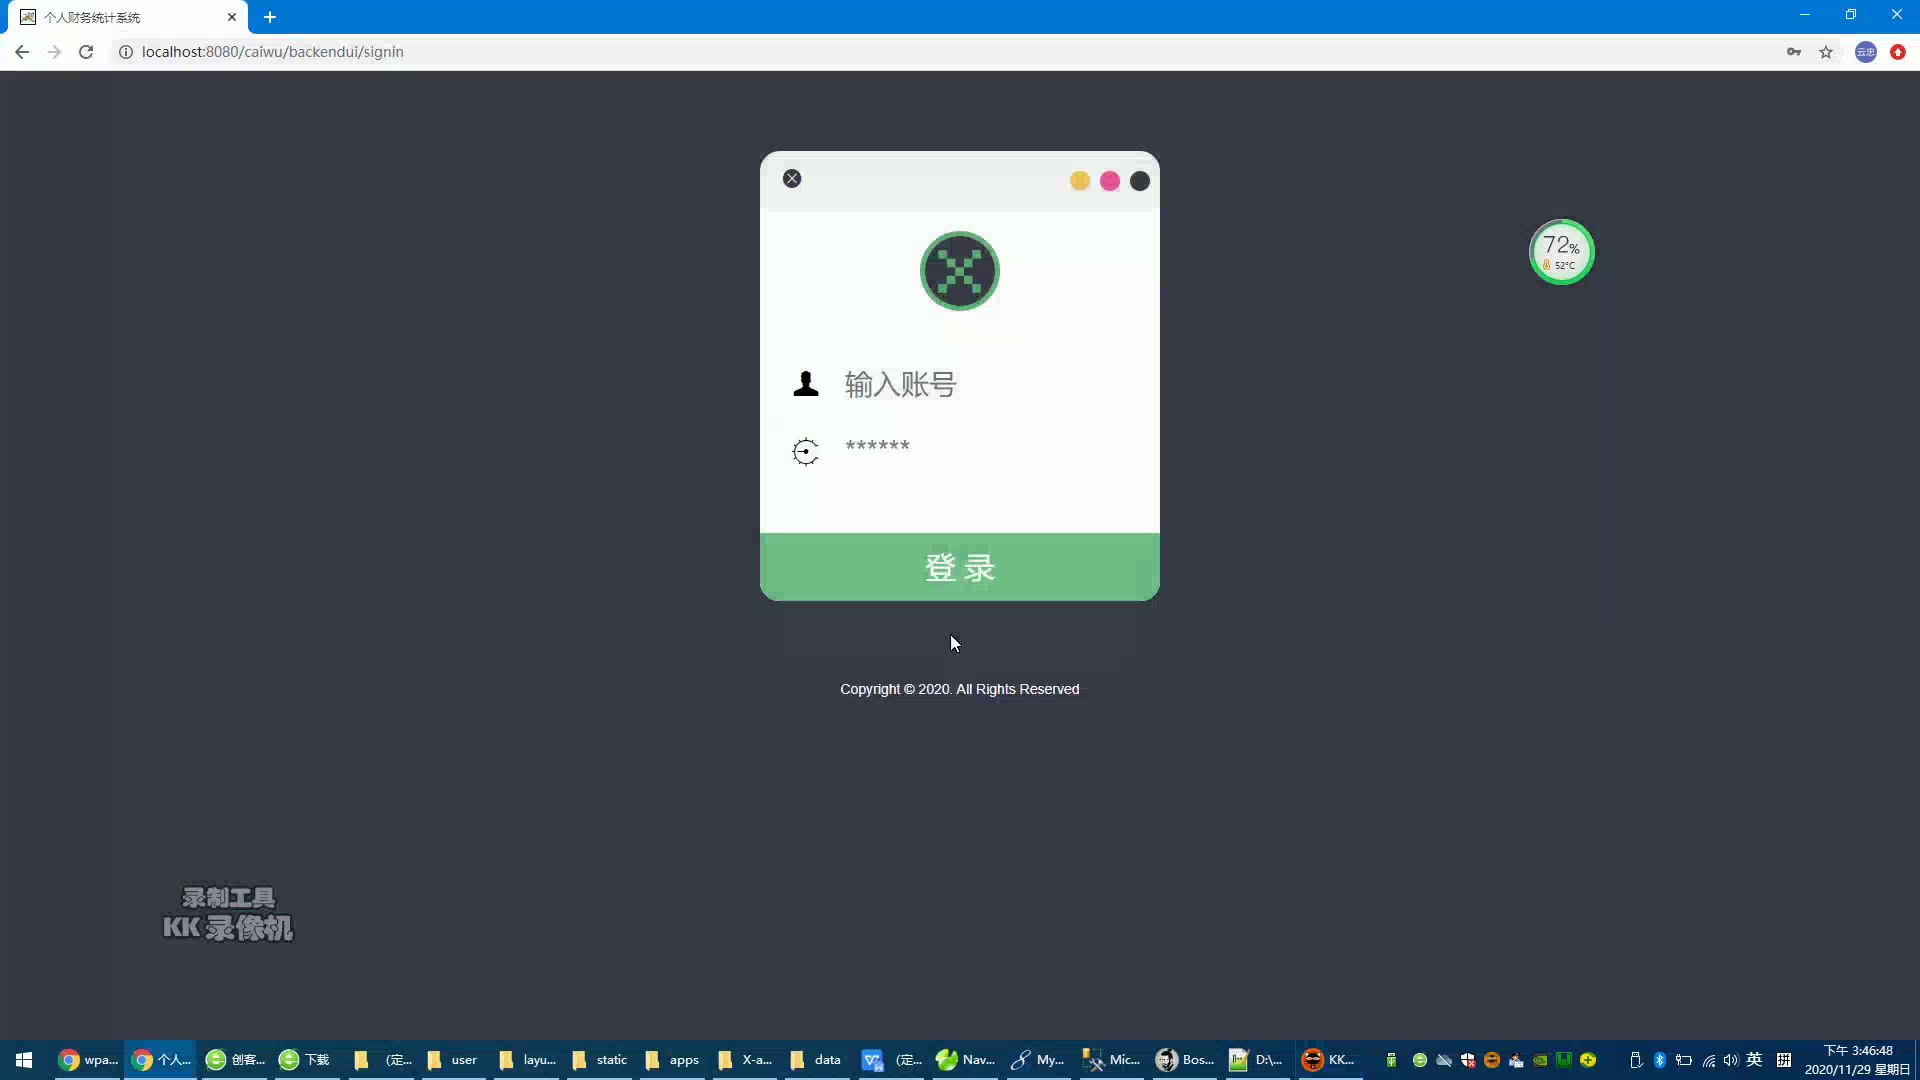 个人财务统计系统
localhost:8080/caiwu/backendui/signin
云忠
72%
52°C
输入账号
******
登录
Copyright © 2020. All Rights Reserved
录制工具
KK 录像机
wpa...
个人...
创客...
下载
(定...
user
layu...
static
apps
X-a...
data
(定...
Nav...
My...
Mic...
Bos...
D:\...
KK...
英
拼
下午 3:46:48
2020/11/29 星期日